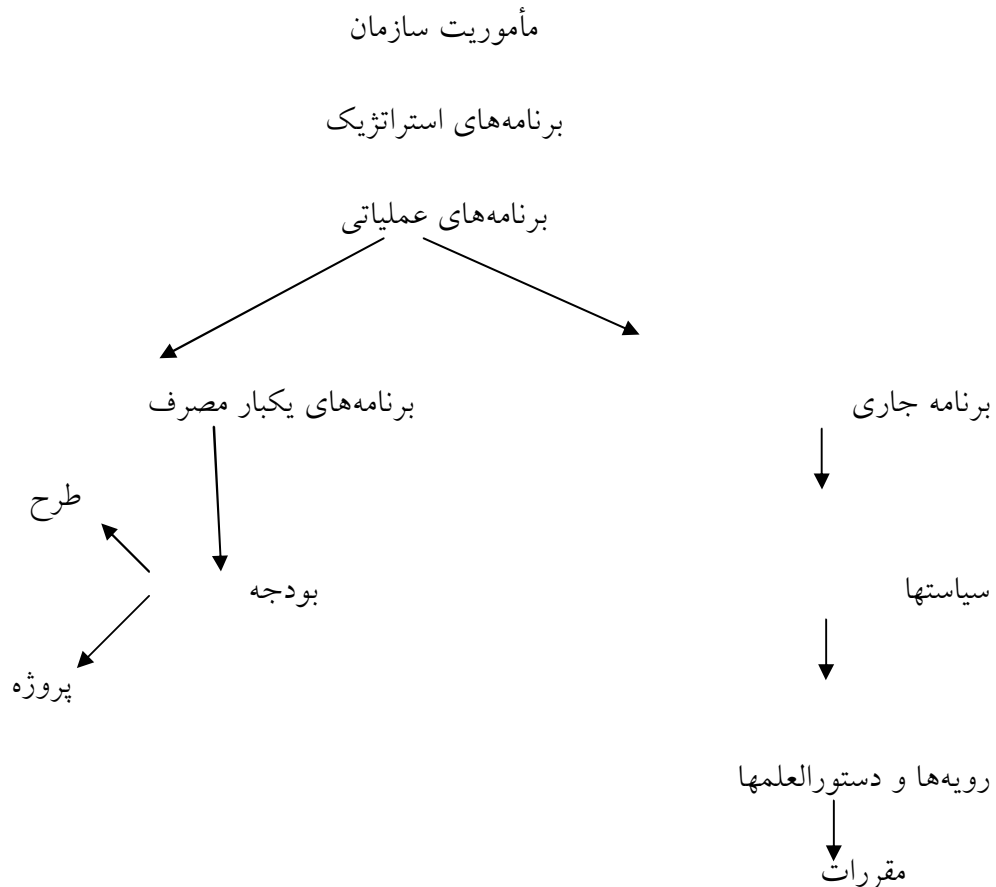 مأموریت سازمان
برنامه‌های استراتژیک
برنامه‌های عملیاتی
برنامه جاری
برنامه‌های یکبار مصرف
طرح
سیاستها
بودجه
پروژه
رویه‌ها و دستورالعلمها
مقررات